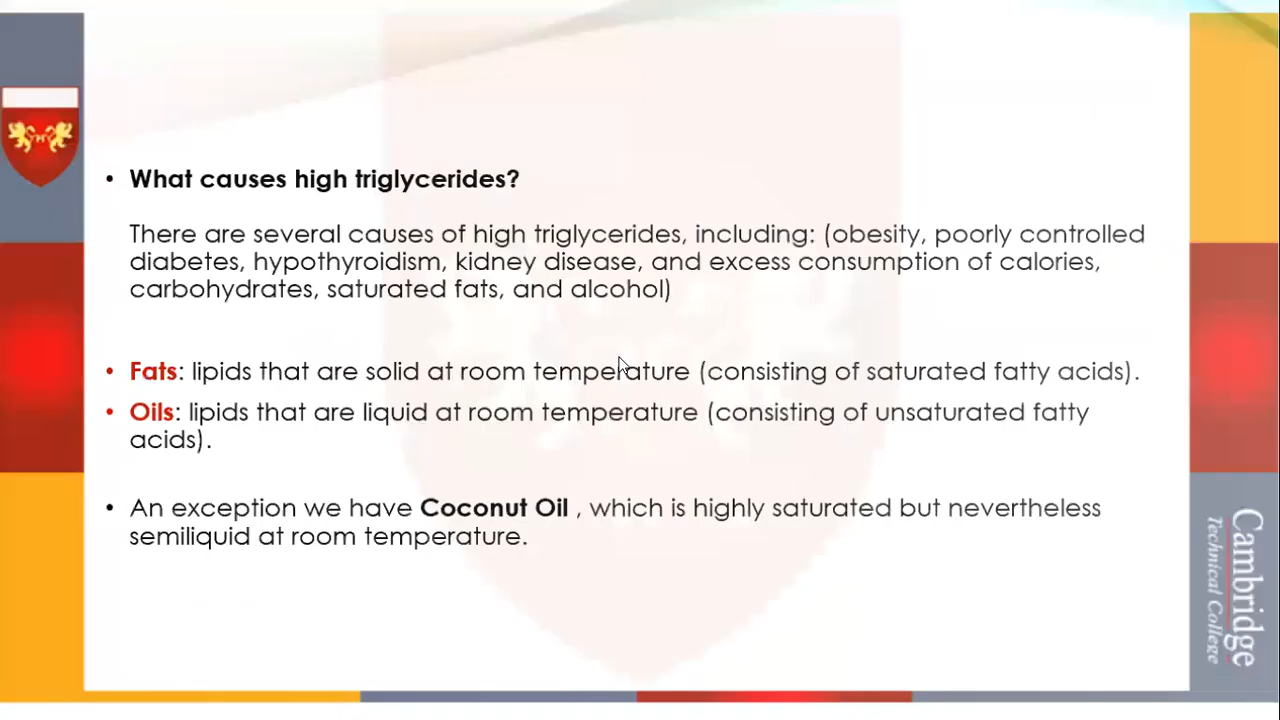 • What causes high triglycerides?
There are several causes of high triglycerides, including: (obesity, poorly controlled
diabetes, hypothyroidism, kidney disease, and excess consumption of calories,
carbohydrates, saturated fats, and alcohol)
• Fats: lipids that are solid at room temperature (consisting of saturated fatty acids).
• Oils: lipids that are liquid at room temperature (consisting of unsaturated fatty
acids).
• An exception we have Coconut Oil , which is highly saturated but nevertheless
semiliquid at room temperature.
Cambridge
Technical College